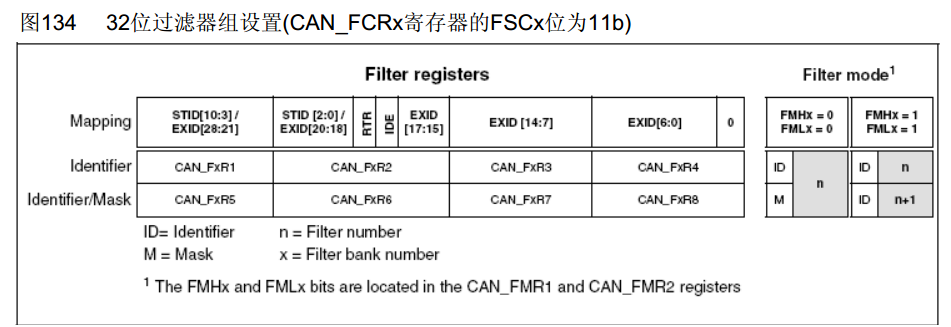 图134 32位过滤器组设置(CAN_FCRx寄存器的FSCx位为11b)
Filter registers
Filter mode1
Mapping
STID[10:3] /
EXID[28:21]
STID [2:0] /
EXID[20:18]
RTR
IDE
EXID
[17:15]
EXID [14:7]
EXID[6:0]
0
FMHx = 0
FMLx = 0
FMHx = 1
FMLx = 1
Identifier
CAN_FxR1
CAN_FxR2
CAN_FxR3
CAN_FxR4
ID
n
ID
n
Identifier/Mask
CAN_FxR5
CAN_FxR6
CAN_FxR7
CAN_FxR8
M
ID
n+1
ID= Identifier n = Filter number
M = Mask x = Filter bank number
1 The FMHx and FMLx bits are located in the CAN_FMR1 and CAN_FMR2 registers